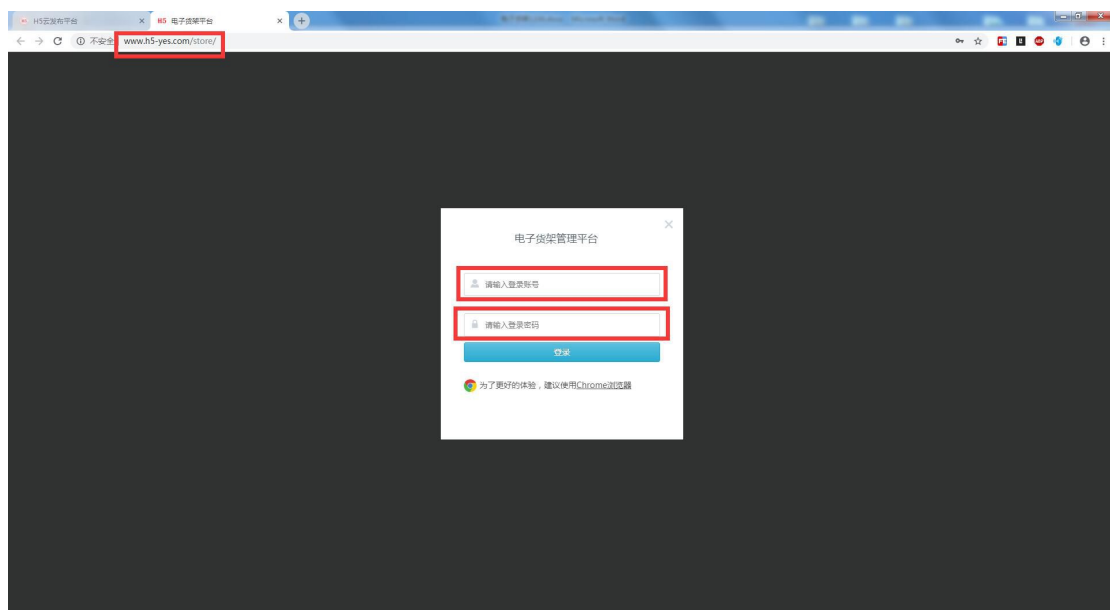 H5云发布平台
H5 电子货架平台
不安全
www.h5-yes.com/store/
电子货架管理平台
请输入登录账号
请输入登录密码
登录
为了更好的体验，建议使用Chrome浏览器